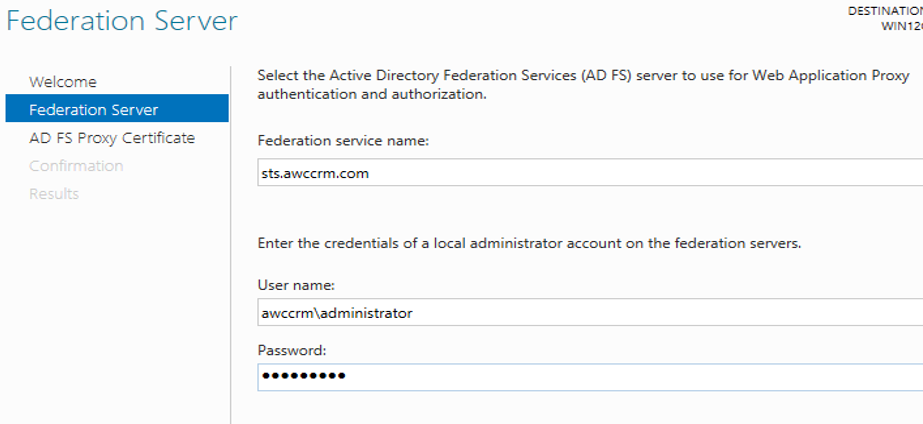 Federation Server
DESTINATION
WIN12
Welcome
Federation Server
AD FS Proxy Certificate
Confirmation
Results
Select the Active Directory Federation Services (AD FS) server to use for Web Application Proxy
authentication and authorization.
Federation service name:
sts.awccrm.com
Enter the credentials of a local administrator account on the federation servers.
User name:
awccrm\administrator
Password:
●●●●●●●●●